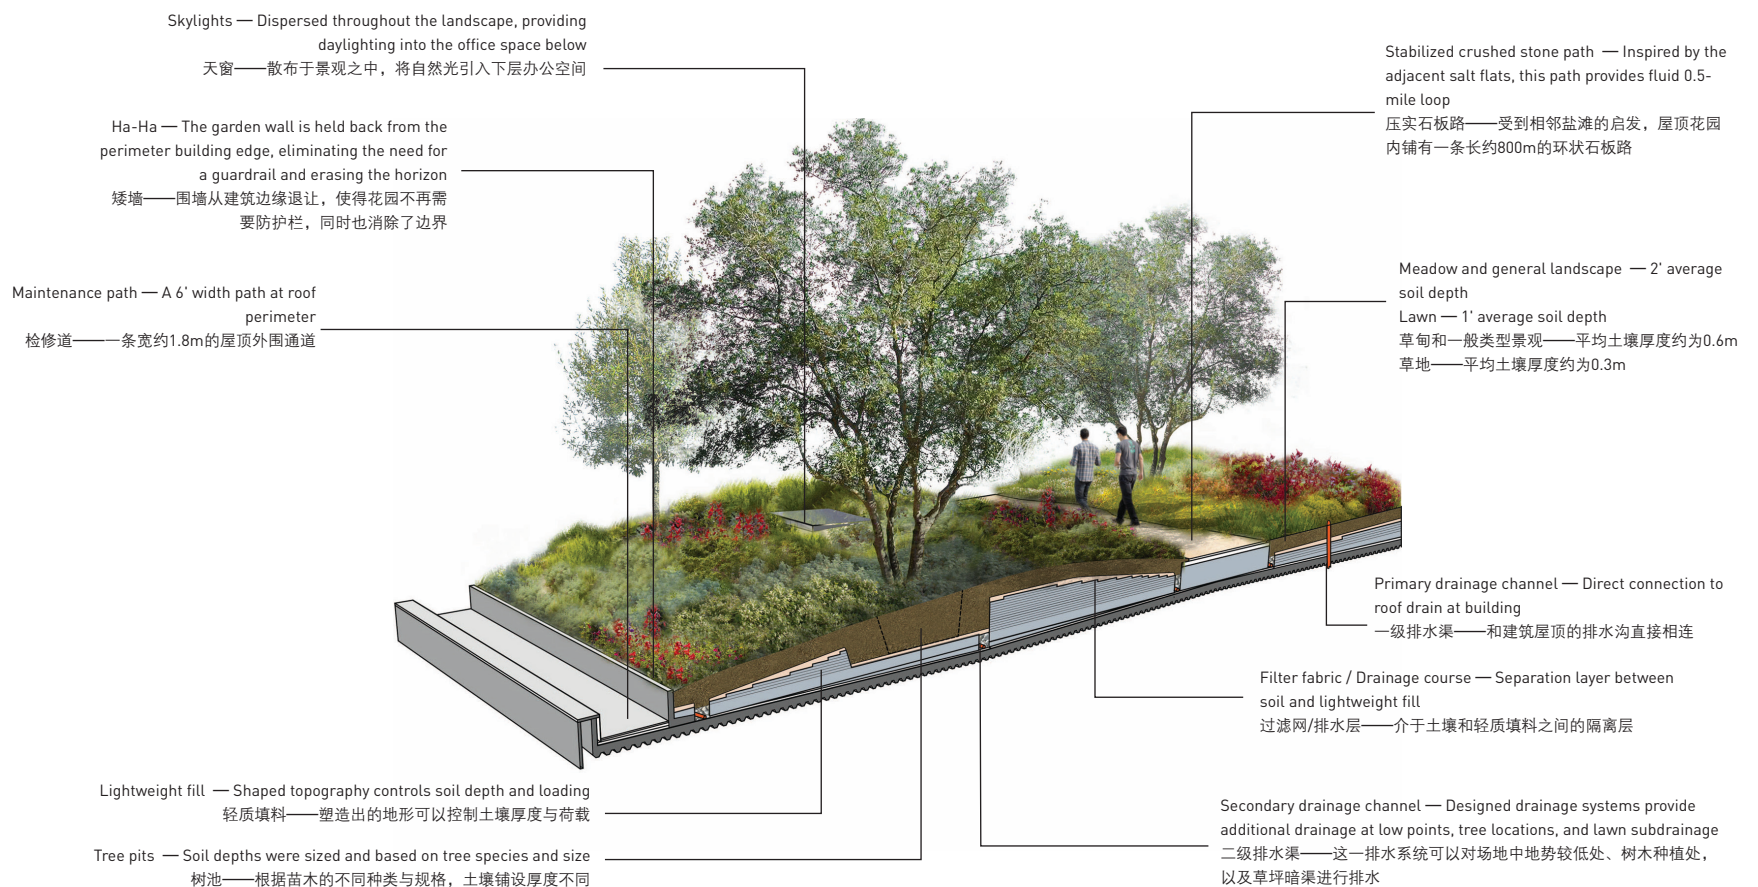 Skylights — Dispersed throughout the landscape, providing
daylighting into the office space below
天窗——散布于景观之中，将自然光引入下层办公空间
Ha-Ha — The garden wall is held back from the
perimeter building edge, eliminating the need for
a guardrail and erasing the horizon
矮墙——围墙从建筑边缘退让，使得花园不再需
要防护栏，同时也消除了边界
Maintenance path — A 6' width path at roof
perimeter
检修道——一条宽约1.8m的屋顶外围通道
Lightweight fill — Shaped topography controls soil depth and loading
轻质填料——塑造出的地形可以控制土壤厚度与荷载
Tree pits — Soil depths were sized and based on tree species and size
树池——根据苗木的不同种类与规格，土壤铺设厚度不同
Stabilized crushed stone path — Inspired by the
adjacent salt flats, this path provides fluid 0.5-
mile loop
压实石板路——受到相邻盐滩的启发，屋顶花园
内铺有一条长约800m的环状石板路
Meadow and general landscape — 2' average
soil depth
Lawn — 1' average soil depth
草甸和一般类型景观——平均土壤厚度约为0.6m
草地——平均土壤厚度约为0.3m
Primary drainage channel — Direct connection to
roof drain at building
一级排水渠——和建筑屋顶的排水沟直接相连
Filter fabric / Drainage course — Separation layer between
soil and lightweight fill
过滤网/排水层——介于土壤和轻质填料之间的隔离层
Secondary drainage channel — Designed drainage systems provide
additional drainage at low points, tree locations, and lawn subdrainage
二级排水渠——这一排水系统可以对场地中地势较低处、树木种植处，
以及草坪暗渠进行排水